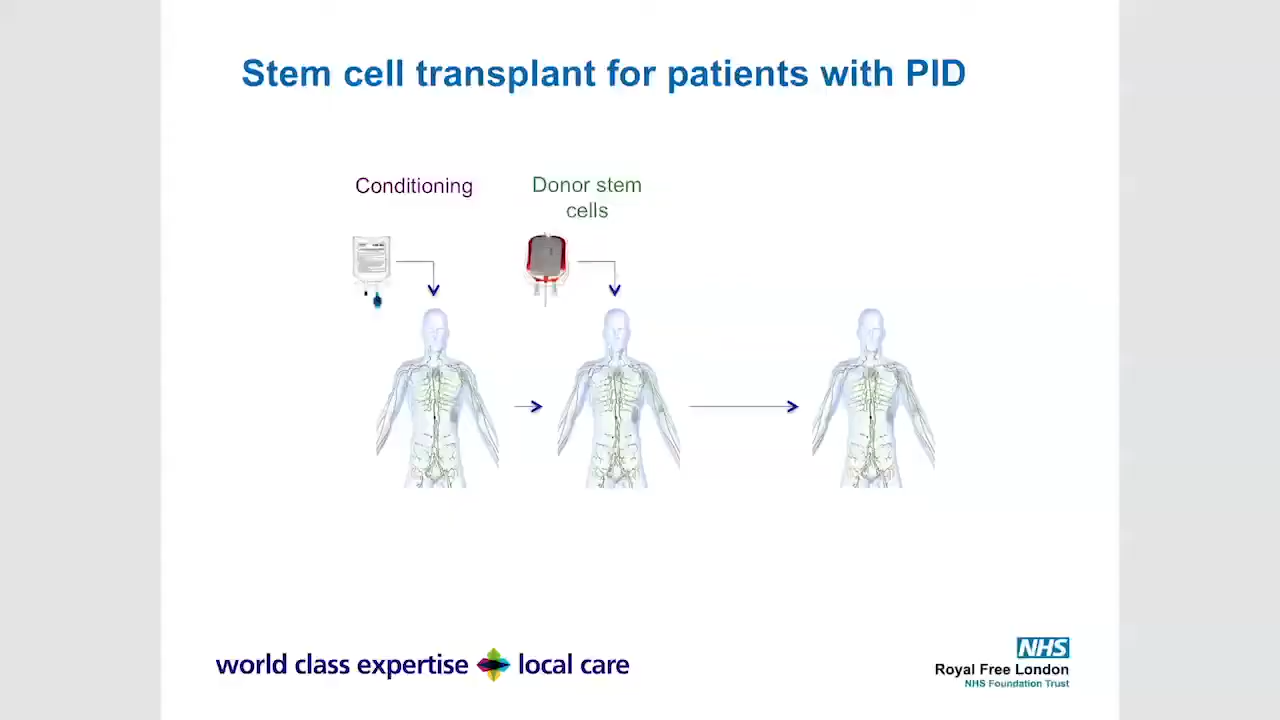 Stem cell transplant for patients with PID
Conditioning
Donor stem
cells
world class expertise local care
NHS
Royal Free London
NHS Foundation Trust